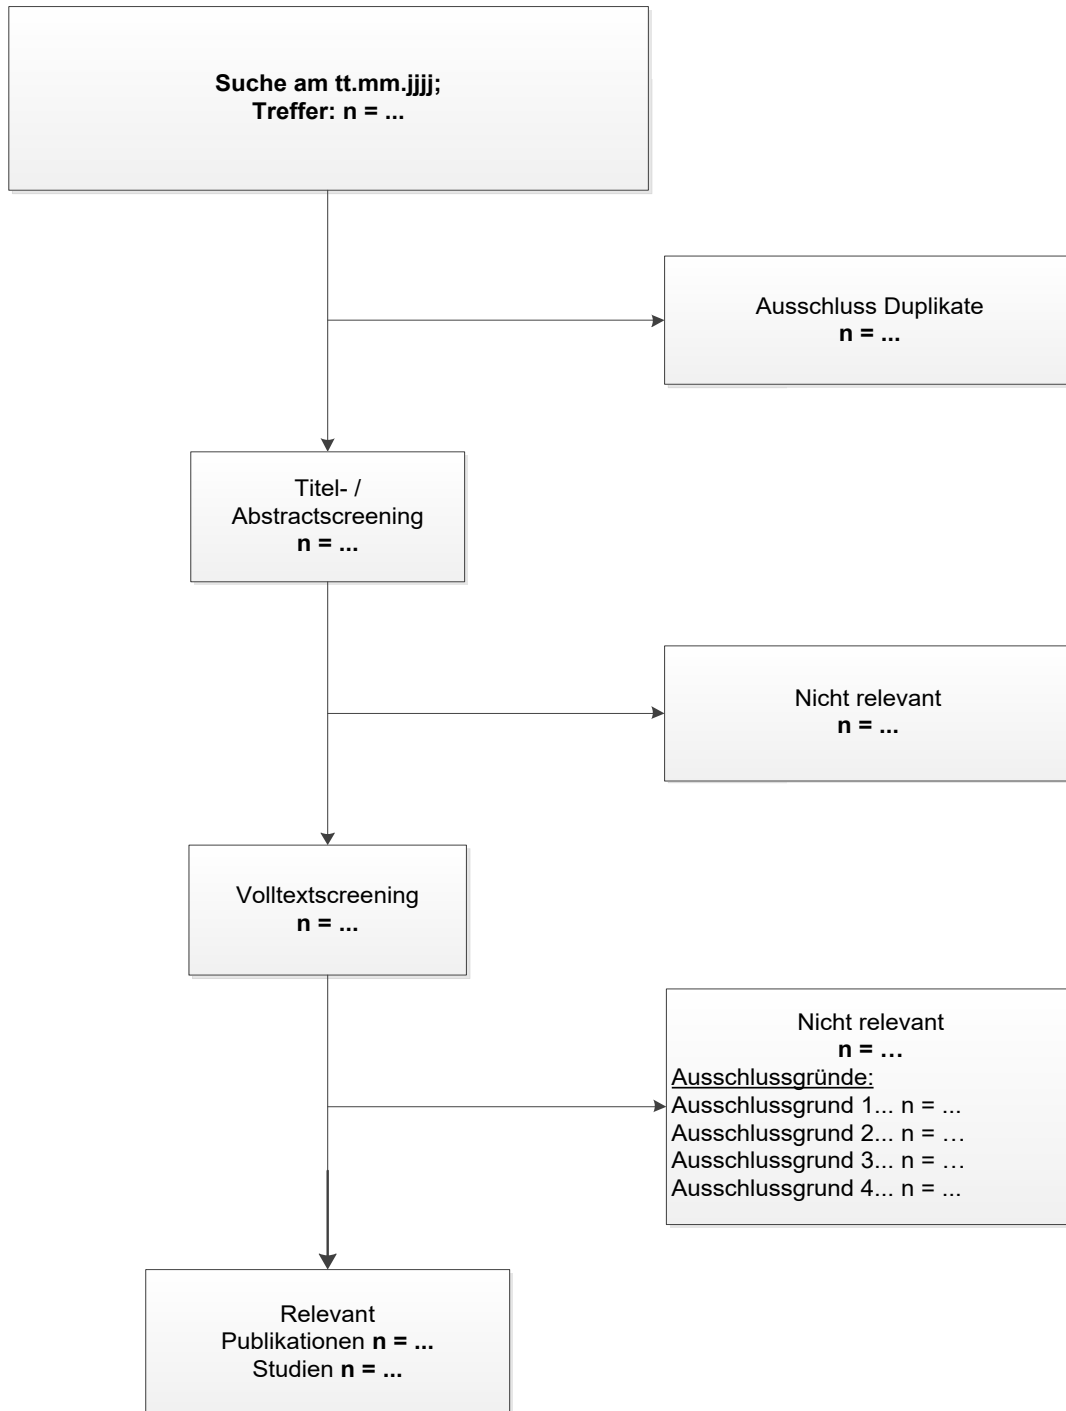 Suche am tt.mm.jjjj;
Treffer: n = ...
Ausschluss Duplikate
n = ...
Titel- /
Abstractscreening
n = ...
Nicht relevant
n = ...
Volltextscreening
n = ...
Nicht relevant
n = …
Ausschlussgründe:
Ausschlussgrund 1... n = ...
Ausschlussgrund 2... n = …
Ausschlussgrund 3... n = …
Ausschlussgrund 4... n = ...
Relevant
Publikationen n = ...
Studien n = ...